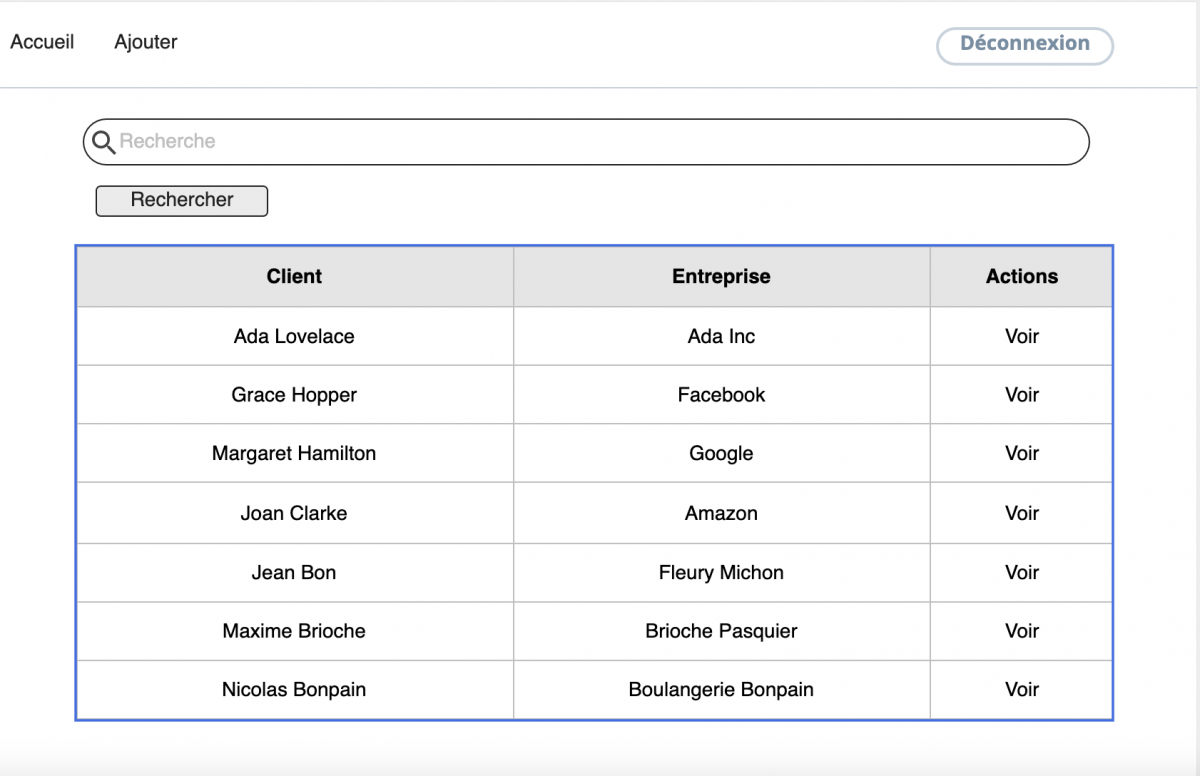 Accueil Ajouter Déconnexion
Recherche
Rechercher
Client Entreprise Actions
Ada Lovelace Ada Inc Voir
Grace Hopper Facebook Voir
Margaret Hamilton Google Voir
Joan Clarke Amazon Voir
Jean Bon Fleury Michon Voir
Maxime Brioche Brioche Pasquier Voir
Nicolas Bonpain Boulangerie Bonpain Voir